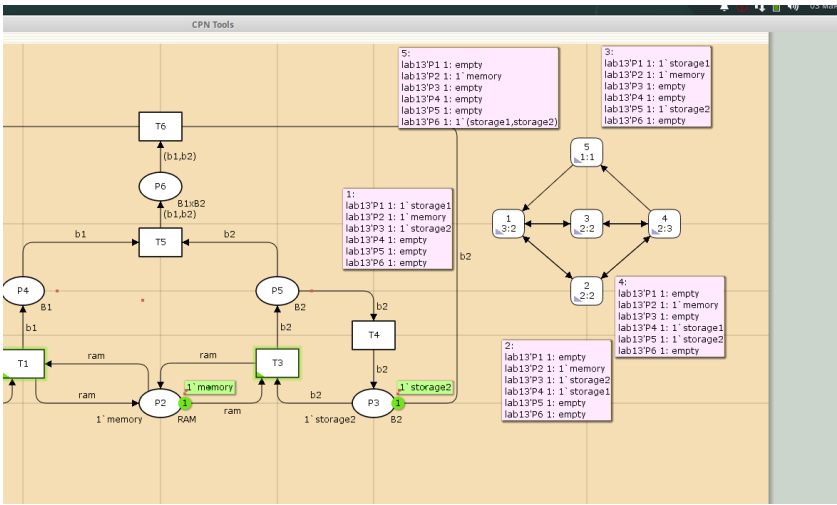 CPN Tools
5:
lab13'P1 1: empty
lab13'P2 1: 1`memory
lab13'P3 1: empty
lab13'P4 1: empty
lab13'P5 1: empty
lab13'P6 1: 1`(storage1,storage2)
3:
lab13'P1 1: 1`storage1
lab13'P2 1: 1`memory
lab13'P3 1: empty
lab13'P4 1: empty
lab13'P5 1: 1`storage2
lab13'P6 1: empty
T6
(b1,b2)
P6
B1xB2
(b1,b2)
T5
b1
b2
1:
lab13'P1 1: 1`storage1
lab13'P2 1: 1`memory
lab13'P3 1: 1`storage2
lab13'P4 1: empty
lab13'P5 1: empty
lab13'P6 1: empty
b2
5
1:1
1
3:2
3
2:2
4
2:3
2
2:2
P4
B1
P5
B2
b2
b1
b2
T4
T1
ram
ram
T3
b2
ram
P2
1
1`memory
ram
1`memory
RAM
b2
P3
1
1`storage2
1`storage2
B2
4:
lab13'P1 1: empty
lab13'P2 1: 1`memory
lab13'P3 1: empty
lab13'P4 1: 1`storage1
lab13'P5 1: 1`storage2
lab13'P6 1: empty
2:
lab13'P1 1: empty
lab13'P2 1: 1`memory
lab13'P3 1: 1`storage2
lab13'P4 1: 1`storage1
lab13'P5 1: empty
lab13'P6 1: empty